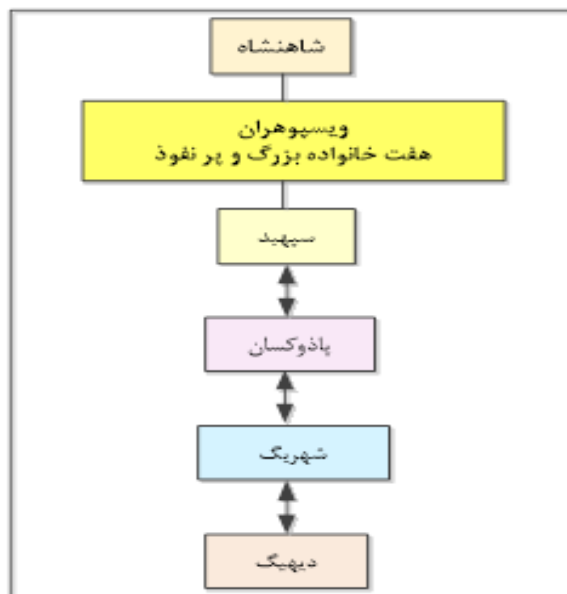 شاهنشاه
ویسپوهران
هفت خانواده بزرگ و پر نفوذ
سپهبد
پاذوکسان
شهریگ
دیهیگ